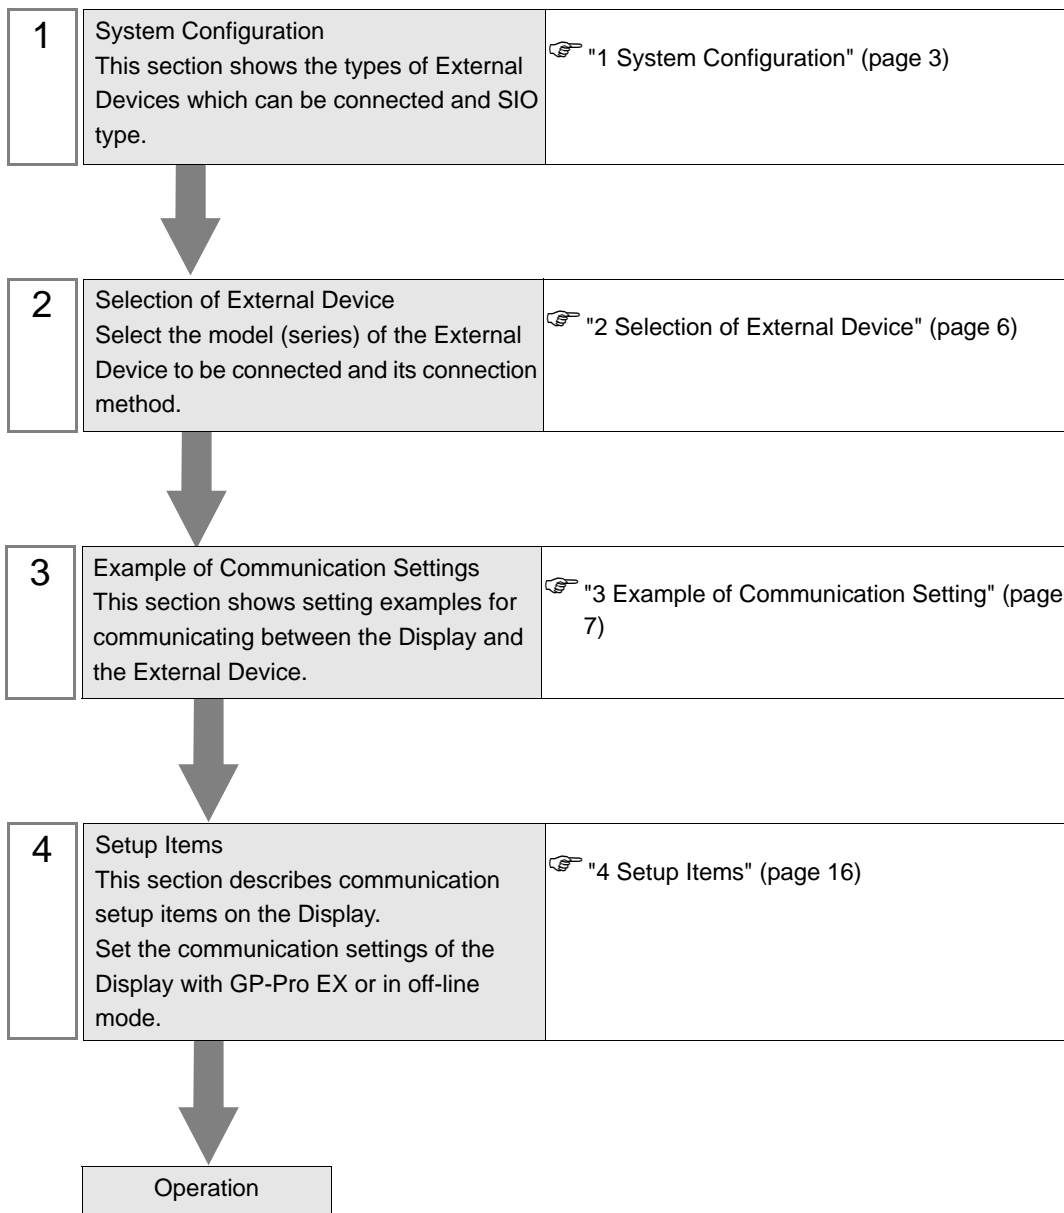 1
System Configuration
This section shows the types of External
Devices which can be connected and SIO
type.
"1 System Configuration" (page 3)
2
Selection of External Device
Select the model (series) of the External
Device to be connected and its connection
method.
"2 Selection of External Device" (page 6)
3
Example of Communication Settings
This section shows setting examples for
communicating between the Display and
the External Device.
"3 Example of Communication Setting" (page
7)
4
Setup Items
This section describes communication
setup items on the Display.
Set the communication settings of the
Display with GP-Pro EX or in off-line
mode.
"4 Setup Items" (page 16)
Operation